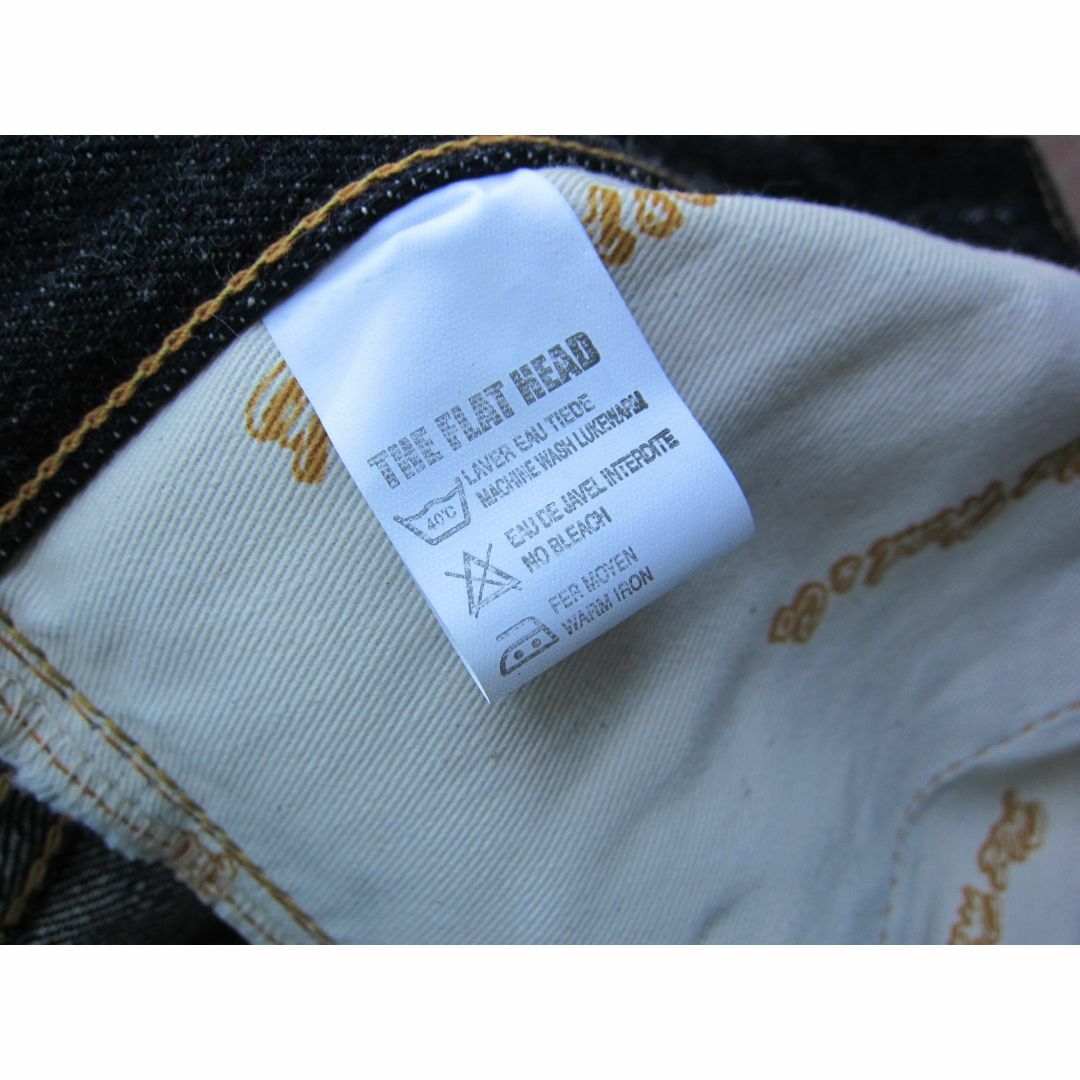 THE FLAT HEAD
40℃
LAVER EAU TIEDE
MACHINE WASH LUKEWARM
EAU DE JAVEL INTERDITE
NO BLEACH
FER MOYEN
WARM IRON